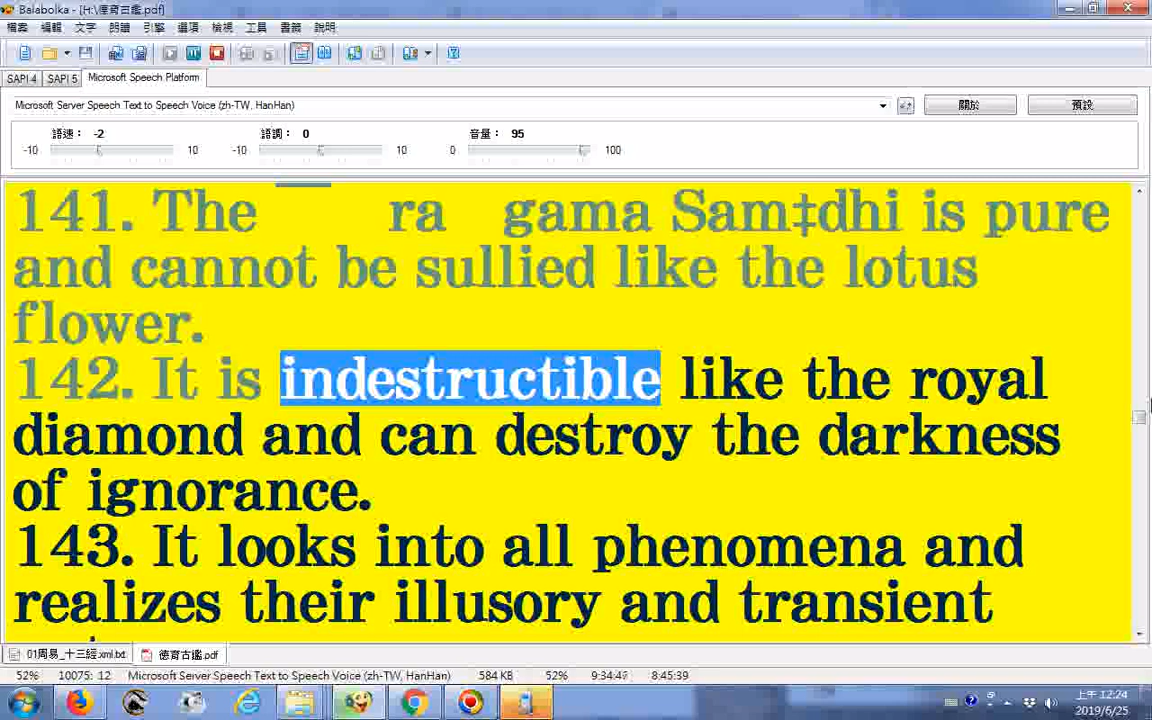 Balabolka - [H:\德育古鑑.pdf]
檔案 編輯 文字 朗讀 引擎 選項 檢視 工具 書籤 說明
SAPI 4 SAPI 5 Microsoft Speech Platform
Microsoft Server Speech Text to Speech Voice (zh-TW, HanHan) 關於 預設
語速： -2 語調： 0 音量： 95
-10 10 -10 10 0 100
141. The ra gama Sam‡dhi is pure
and cannot be sullied like the lotus
flower.
142. It is indestructible like the royal
diamond and can destroy the darkness
of ignorance.
143. It looks into all phenomena and
realizes their illusory and transient
01周易_十三經.xml.txt 德育古鑑.pdf
52% 10075: 12 Microsoft Server Speech Text to Speech Voice (zh-TW, HanHan) 584 KB 52% 8:45:39
上午 12:24
2019/6/25